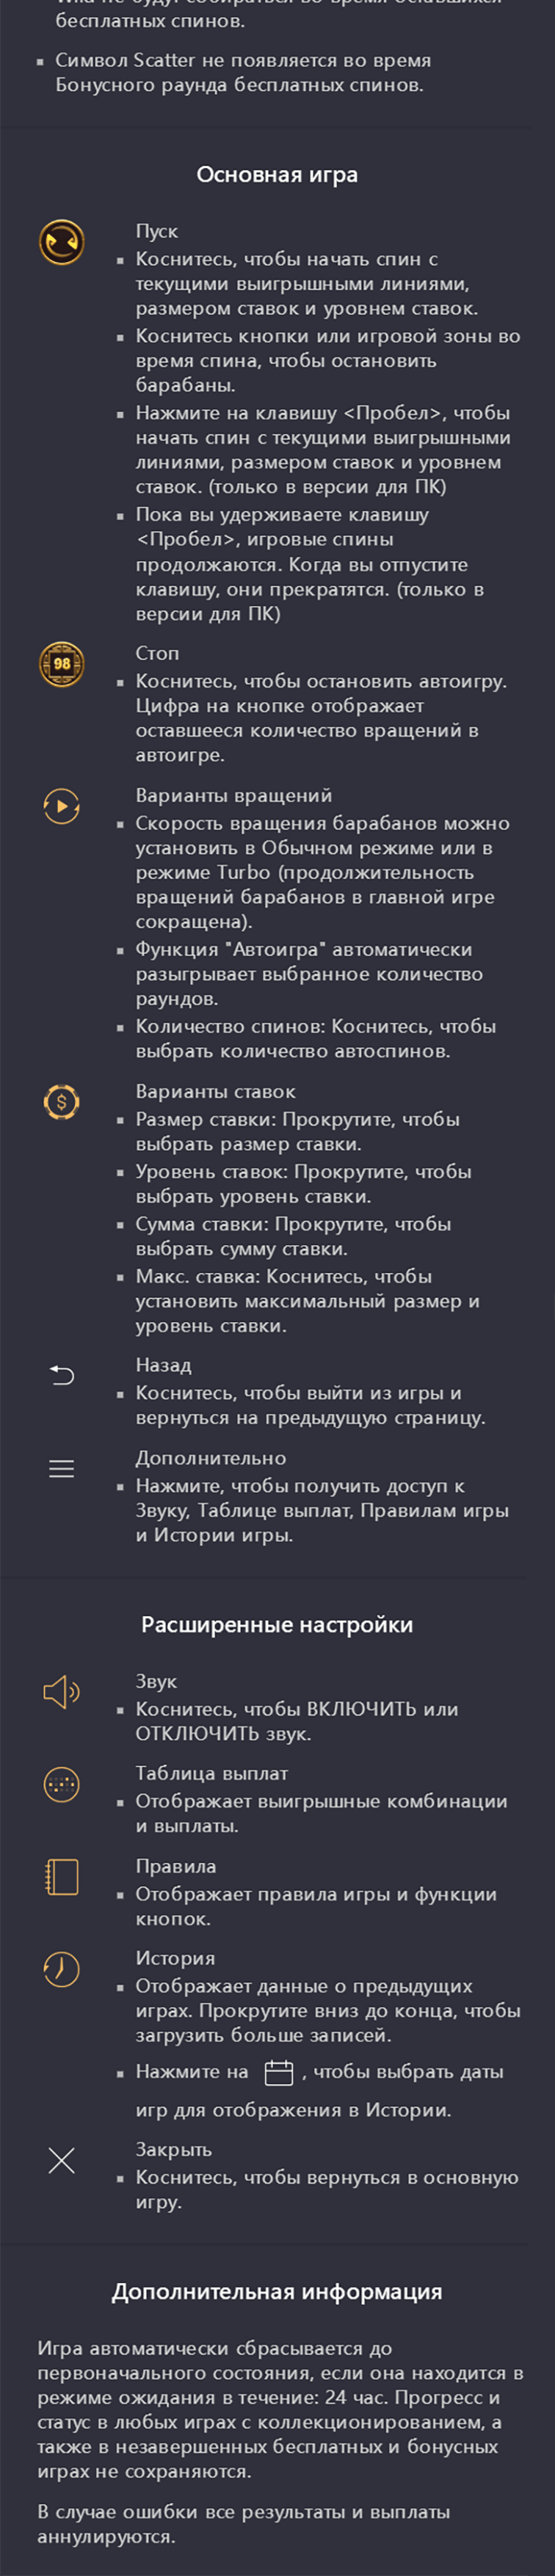 бесплатных спинов.
Символ Scatter не появляется во время
Бонусного раунда бесплатных спинов.
Основная игра
Пуск
Коснитесь, чтобы начать спин с
текущими выигрышными линиями,
размером ставок и уровнем ставок.
Коснитесь кнопки или игровой зоны во
время спина, чтобы остановить
барабаны.
Нажмите на клавишу <Пробел>, чтобы
начать спин с текущими выигрышными
линиями, размером ставок и уровнем
ставок. (только в версии для ПК)
Пока вы удерживаете клавишу
<Пробел>, игровые спины
продолжаются. Когда вы отпустите
клавишу, они прекратятся. (только в
версии для ПК)
98
Стоп
Коснитесь, чтобы остановить автоигру.
Цифра на кнопке отображает
оставшееся количество вращений в
автоигре.
Варианты вращений
Скорость вращения барабанов можно
установить в Обычном режиме или в
режиме Turbo (продолжительность
вращений барабанов в главной игре
сокращена).
Функция "Автоигра" автоматически
разыгрывает выбранное количество
раундов.
Количество спинов: Коснитесь, чтобы
выбрать количество автоспинов.
$
Варианты ставок
Размер ставки: Прокрутите, чтобы
выбрать размер ставки.
Уровень ставок: Прокрутите, чтобы
выбрать уровень ставки.
Сумма ставки: Прокрутите, чтобы
выбрать сумму ставки.
Макс. ставка: Коснитесь, чтобы
установить максимальный размер и
уровень ставки.
Назад
Коснитесь, чтобы выйти из игры и
вернуться на предыдущую страницу.
Дополнительно
Нажмите, чтобы получить доступ к
Звуку, Таблице выплат, Правилам игры
и Истории игры.
Расширенные настройки
Звук
Коснитесь, чтобы ВКЛЮЧИТЬ или
ОТКЛЮЧИТЬ звук.
Таблица выплат
Отображает выигрышные комбинации
и выплаты.
Правила
Отображает правила игры и функции
кнопок.
История
Отображает данные о предыдущих
играх. Прокрутите вниз до конца, чтобы
загрузить больше записей.
Нажмите на , чтобы выбрать даты
игр для отображения в Истории.
Закрыть
Коснитесь, чтобы вернуться в основную
игру.
Дополнительная информация
Игра автоматически сбрасывается до
первоначального состояния, если она находится в
режиме ожидания в течение: 24 час. Прогресс и
статус в любых играх с коллекционированием, а
также в незавершенных бесплатных и бонусных
играх не сохраняются.
В случае ошибки все результаты и выплаты
аннулируются.